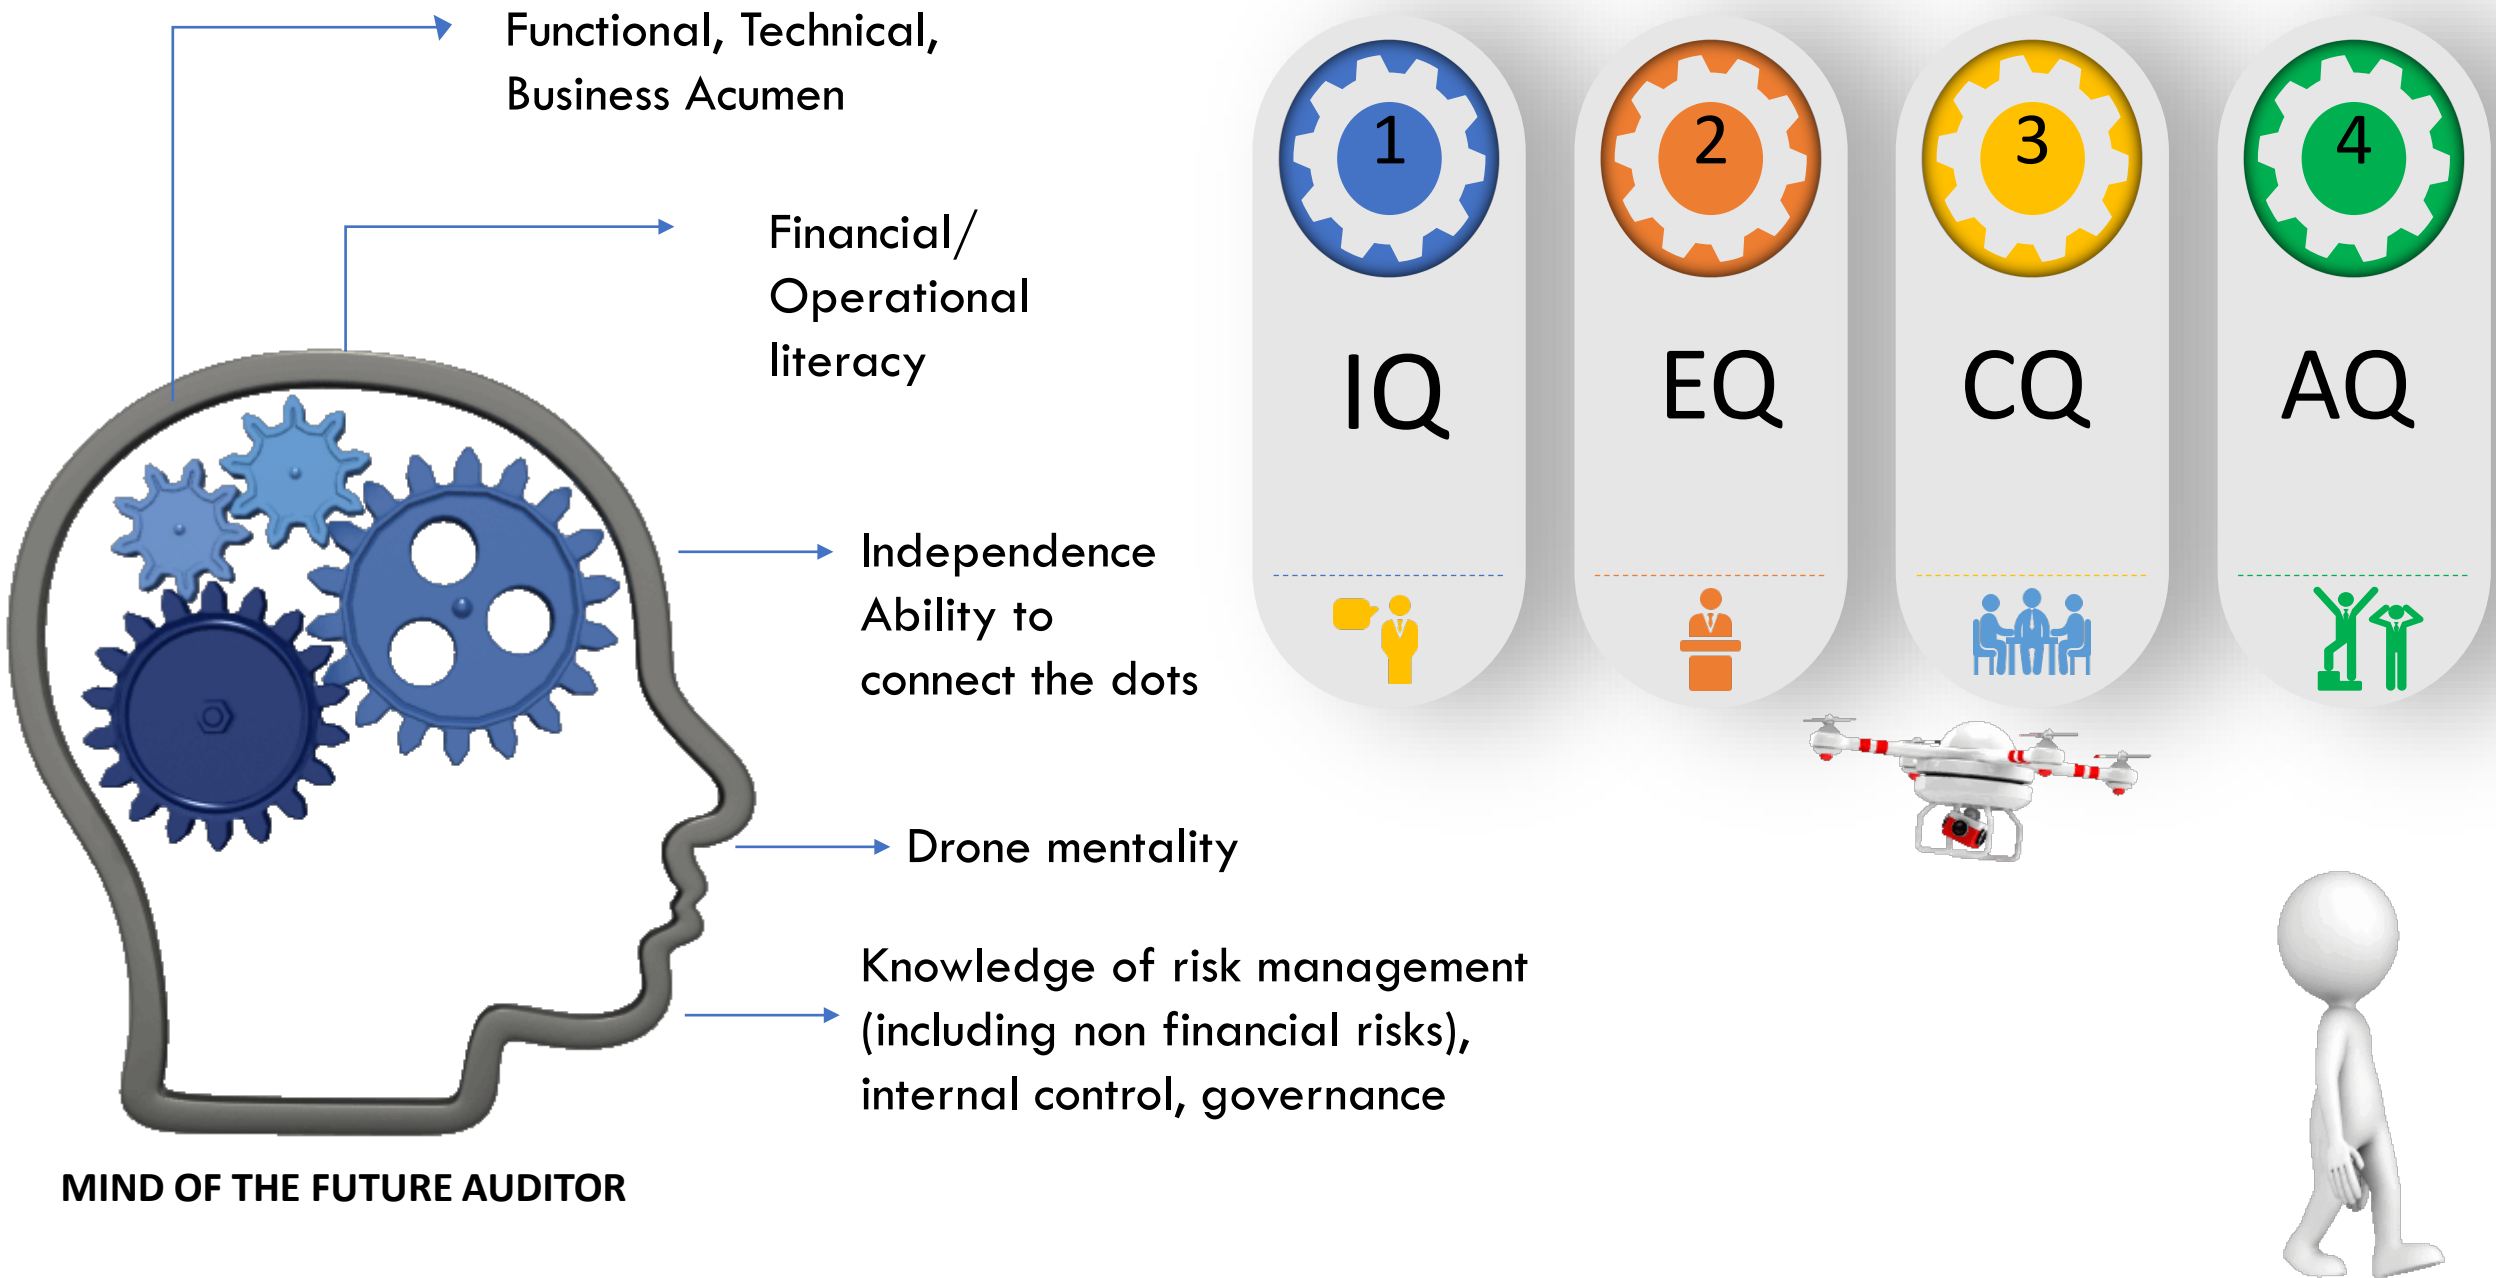 Functional, Technical,
Business Acumen
Financial/
Operational
literacy
Independence
Ability to
connect the dots
Drone mentality
Knowledge of risk management
(including non financial risks),
internal control, governance
MIND OF THE FUTURE AUDITOR
1
IQ
2
EQ
3
CQ
4
AQ